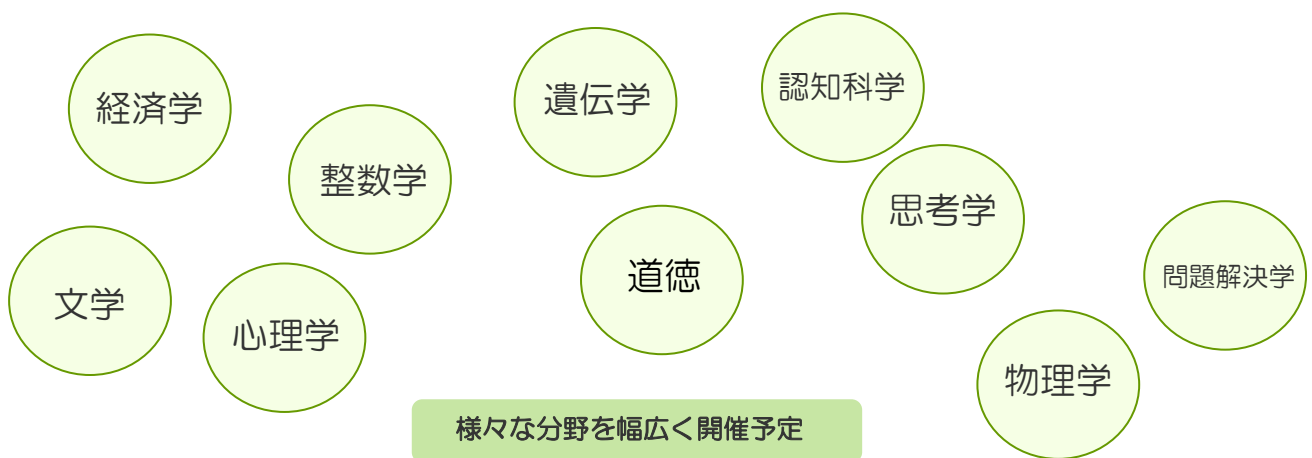 経済学
整数学
遺伝学
認知科学
思考学
文学
心理学
道徳
問題解決学
物理学
様々な分野を幅広く開催予定